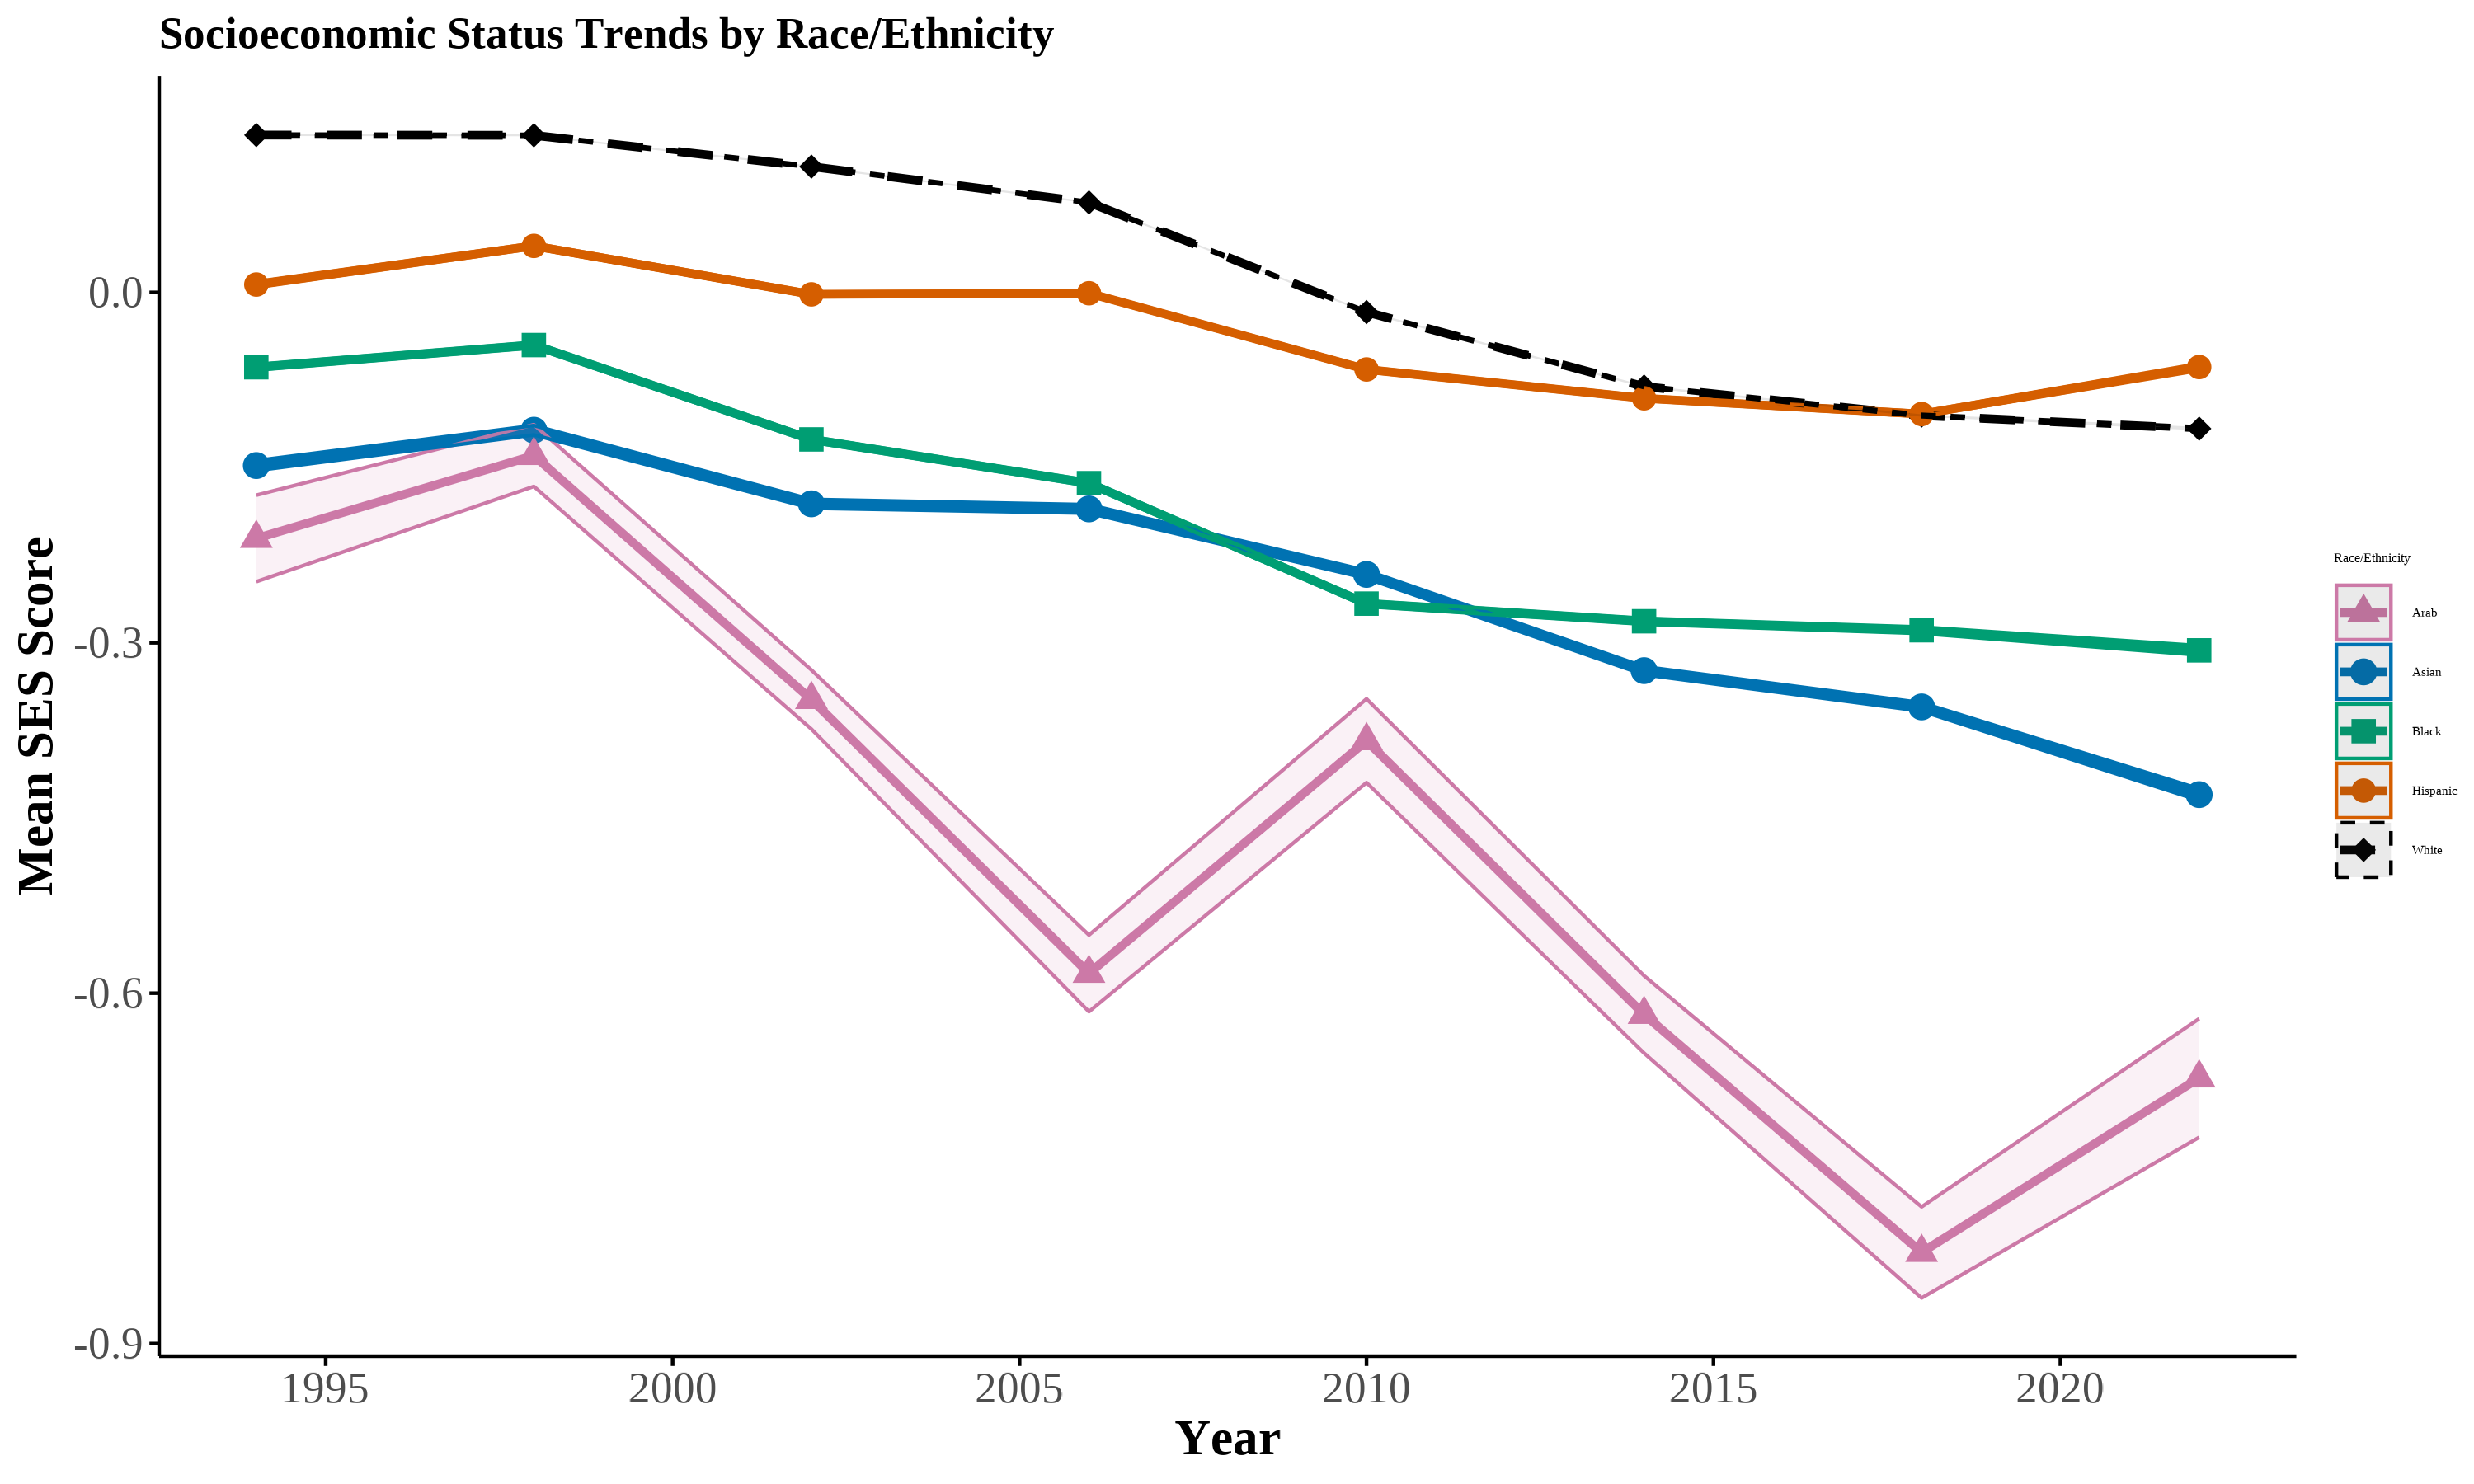 Socioeconomic Status Trends by Race/Ethnicity
Mean SES Score
0.0
-0.3
-0.6
-0.9
1995
2000
2005
2010
2015
2020
Year
Race/Ethnicity
Arab
Asian
Black
Hispanic
White